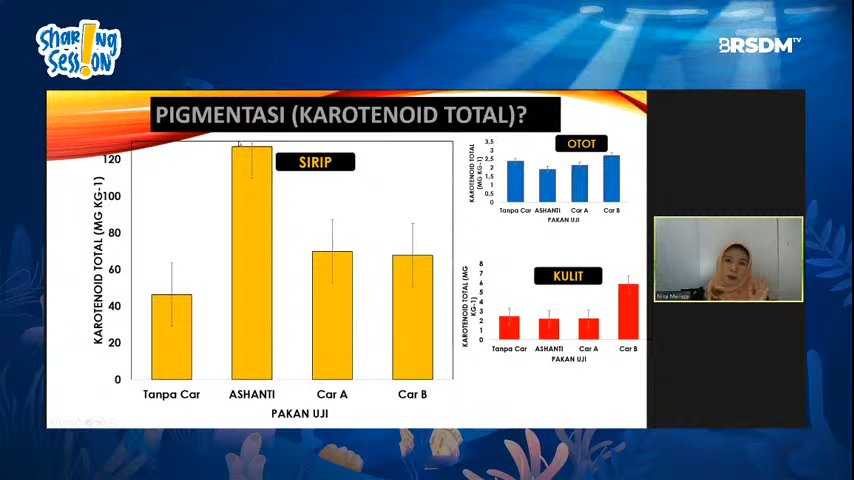 Sharing
Session
BRSDM TV
PIGMENTASI (KAROTENOID TOTAL)?
SIRIP
KAROTENOID TOTAL (MG KG-1)
120
100
80
60
40
20
0
Tanpa Car
ASHANTI
Car A
Car B
PAKAN UJI
OTOT
KAROTENOID TOTAL
(MG KG-1)
3,5
3
2,5
2
1,5
1
0,5
0
Tanpa Car
ASHANTI
Car A
Car B
PAKAN UJI
KULIT
KAROTENOID TOTAL (MG
KG-1)
8
7
6
5
4
3
2
1
0
Tanpa Car
ASHANTI
Car A
Car B
PAKAN UJI
Nina Meilisza